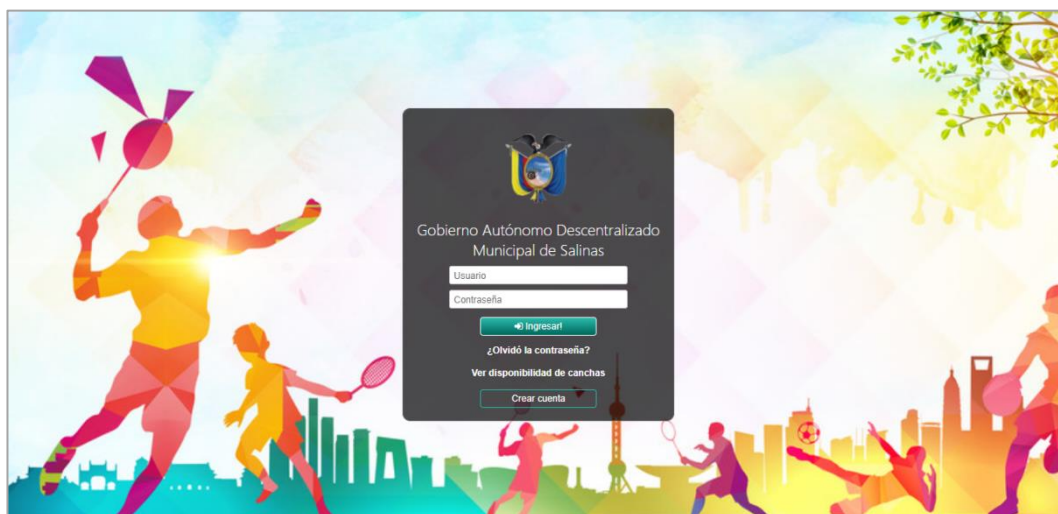 Gobierno Autónomo Descentralizado
Municipal de Salinas
Usuario
Contraseña
Ingresar!
¿Olvidó la contraseña?
Ver disponibilidad de canchas
Crear cuenta